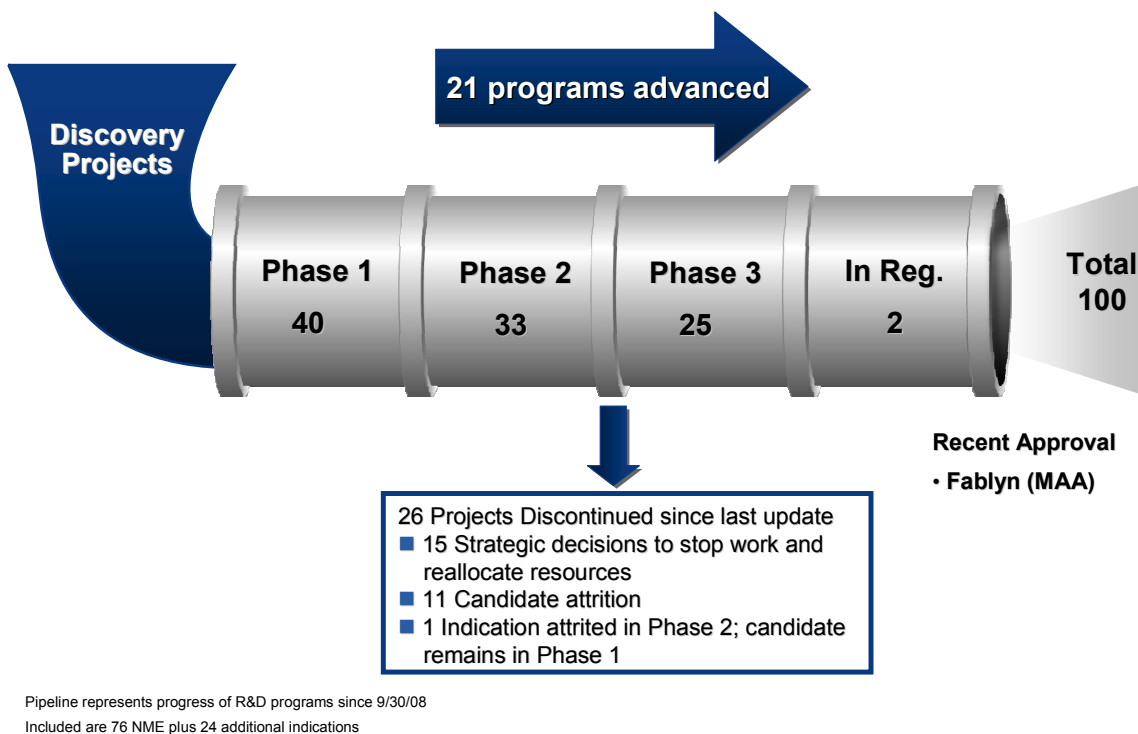 21 programs advanced
Discovery
Projects
Phase 1
40
Phase 2
33
Phase 3
25
In Reg.
2
Total
100
Recent Approval
• Fablyn (MAA)
26 Projects Discontinued since last update
■ 15 Strategic decisions to stop work and
reallocate resources
■ 11 Candidate attrition
■ 1 Indication attrited in Phase 2; candidate
remains in Phase 1
Pipeline represents progress of R&D programs since 9/30/08
Included are 76 NME plus 24 additional indications